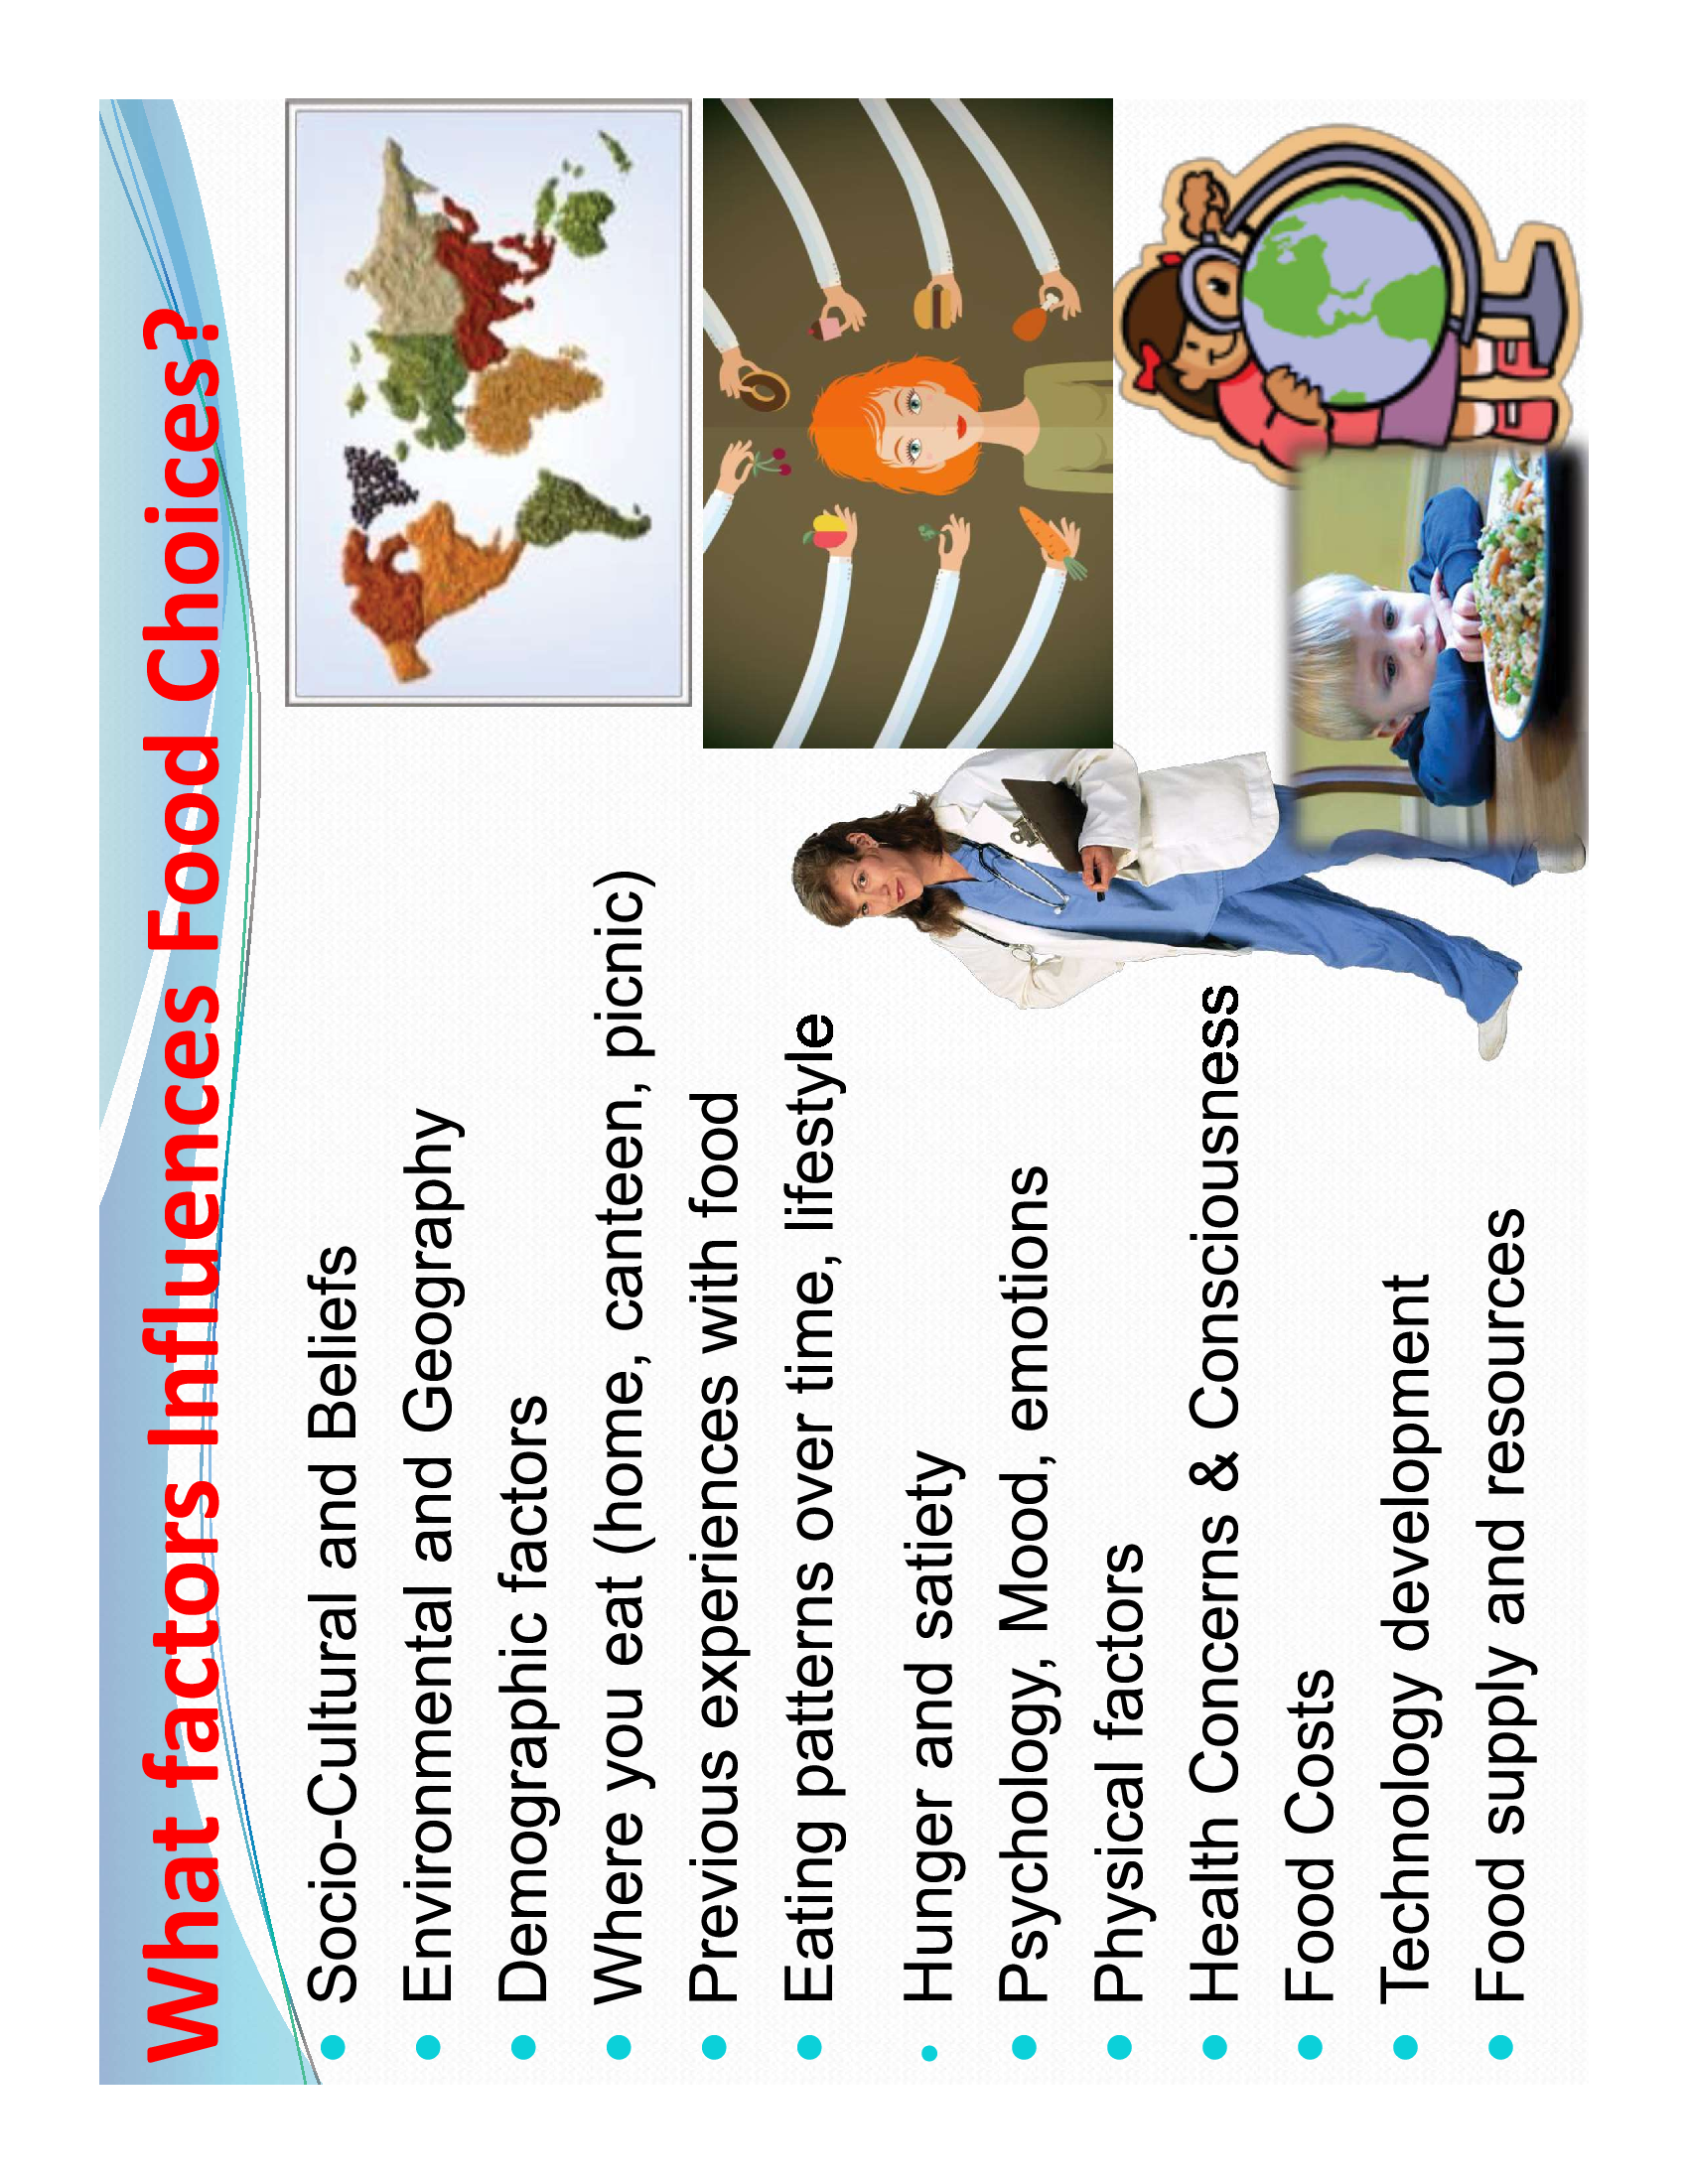 What factors Influences Food Choices?
• Socio-Cultural and Beliefs
• Environmental and Geography
• Demographic factors
• Where you eat (home, canteen, picnic)
• Previous experiences with food
• Eating patterns over time, lifestyle
• Hunger and satiety
• Psychology, Mood, emotions
• Physical factors
• Health Concerns & Consciousness
• Food Costs
• Technology development
• Food supply and resources